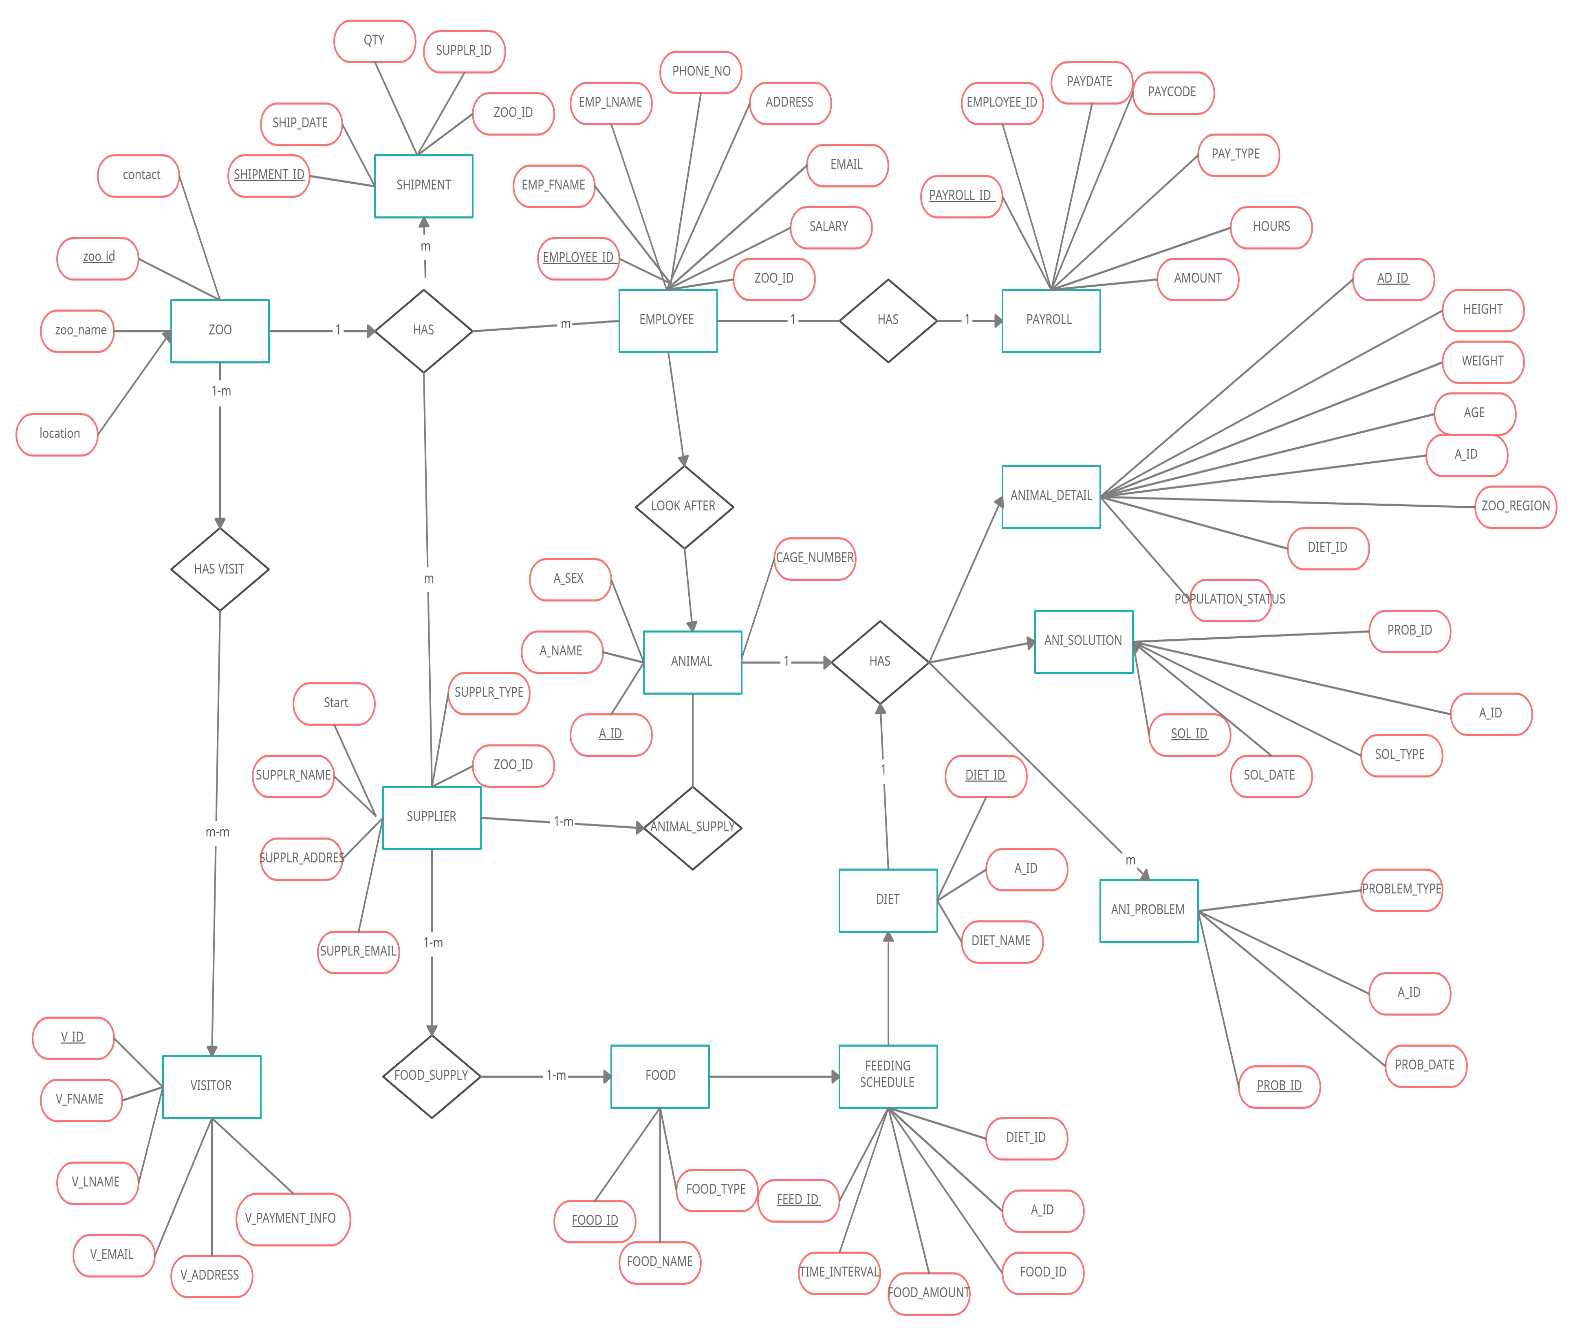 QTY
SUPPLR_ID
PHONE_NO
PAYDATE
PAYCODE
EMP_LNAME
ADDRESS
EMPLOYEE_ID
SHIP_DATE
ZOO_ID
SHIPMENT_ID
SHIPMENT
contact
EMP_FNAME
EMAIL
PAY_TYPE
PAYROLL_ID
SALARY
HOURS
m
zoo_id
EMPLOYEE_ID
ZOO_ID
AMOUNT
AD_ID
zoo_name
ZOO
1
HAS
m
EMPLOYEE
1
HAS
1
PAYROLL
HEIGHT
WEIGHT
1-m
location
AGE
A_ID
ANIMAL_DETAIL
ZOO_REGION
LOOK AFTER
DIET_ID
HAS VISIT
m
A_SEX
CAGE_NUMBER
POPULATION_STATUS
A_NAME
ANIMAL
1
HAS
ANI_SOLUTION
PROB_ID
SUPPLR_TYPE
Start
A_ID
SOL_ID
A_ID
SOL_TYPE
SOL_DATE
SUPPLR_NAME
ZOO_ID
1
DIET_ID
SUPPLIER
1-m
ANIMAL_SUPPLY
m-m
SUPPLR_ADDRES
A_ID
m
DIET
DIET_NAME
PROBLEM_TYPE
ANI_PROBLEM
SUPPLR_EMAIL
1-m
A_ID
V_ID
VISITOR
FOOD_SUPPLY
1-m
FOOD
FEEDING
SCHEDULE
PROB_DATE
PROB_ID
V_FNAME
DIET_ID
V_LNAME
FOOD_TYPE
FEED_ID
A_ID
V_PAYMENT_INFO
FOOD_ID
V_EMAIL
V_ADDRESS
FOOD_NAME
TIME_INTERVAL
FOOD_AMOUNT
FOOD_ID